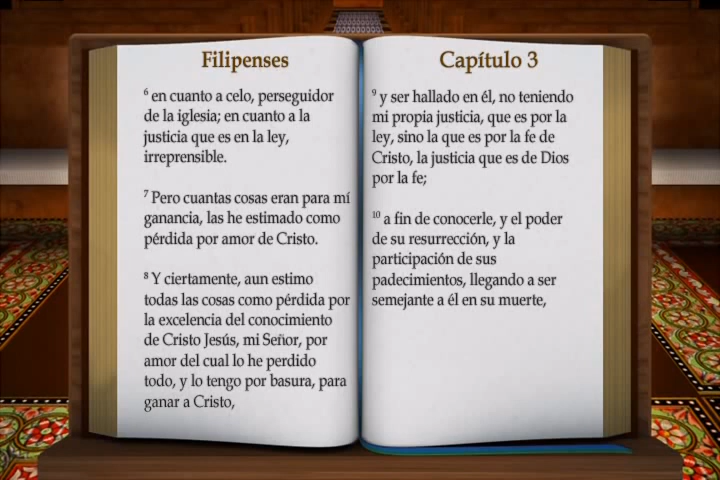 Filipenses
6 en cuanto a celo, perseguidor
de la iglesia; en cuanto a la
justicia que es en la ley,
irreprensible.
7 Pero cuantas cosas eran para mí
ganancia, las he estimado como
pérdida por amor de Cristo.
8 Y ciertamente, aun estimo
todas las cosas como pérdida por
la excelencia del conocimiento
de Cristo Jesús, mi Señor, por
amor del cual lo he perdido
todo, y lo tengo por basura, para
ganar a Cristo,
Capítulo 3
9 y ser hallado en él, no teniendo
mi propia justicia, que es por la
ley, sino la que es por la fe de
Cristo, la justicia que es de Dios
por la fe;
10 a fin de conocerle, y el poder
de su resurrección, y la
participación de sus
padecimientos, llegando a ser
semejante a él en su muerte,